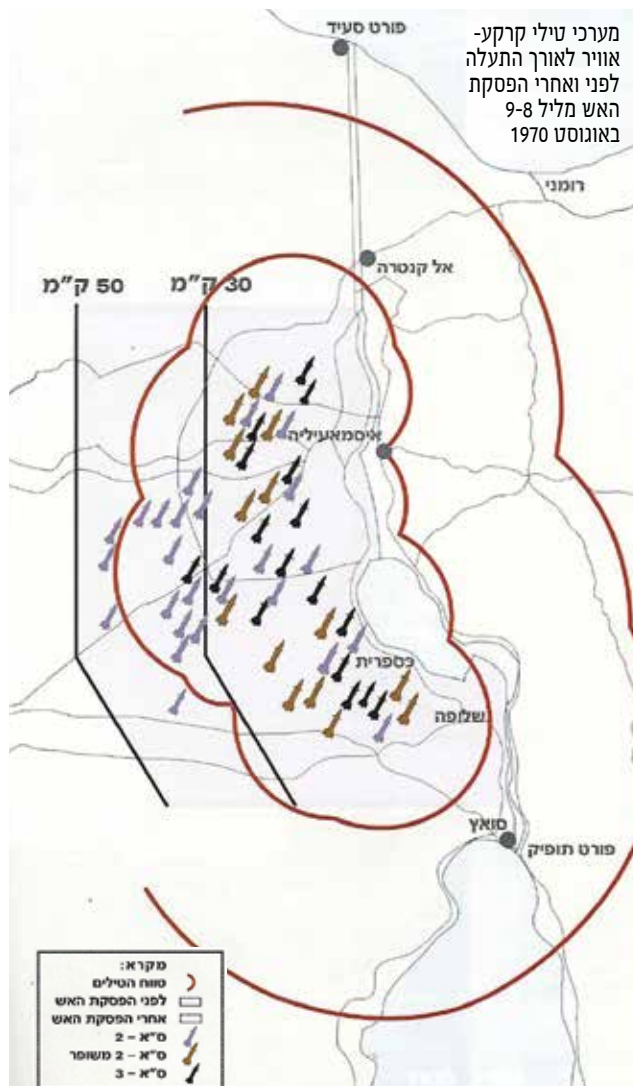 מערכי טילי קרקע-
אוויר לאורך התעלה
לפני ואחרי הפסקת
האש מליל 9-8
באוגוסט 1970
פורט סעיד
רומני
אל קנטרה
50 ק"מ
30 ק"מ
איסמאעיליה
כספרית
שלופה
סואץ
פורט תופיק
מקרא:
טווח הטילים
לפני הפסקת האש
אחרי הפסקת האש
ס"א – 2
ס"א – 2 משופר
ס"א – 3